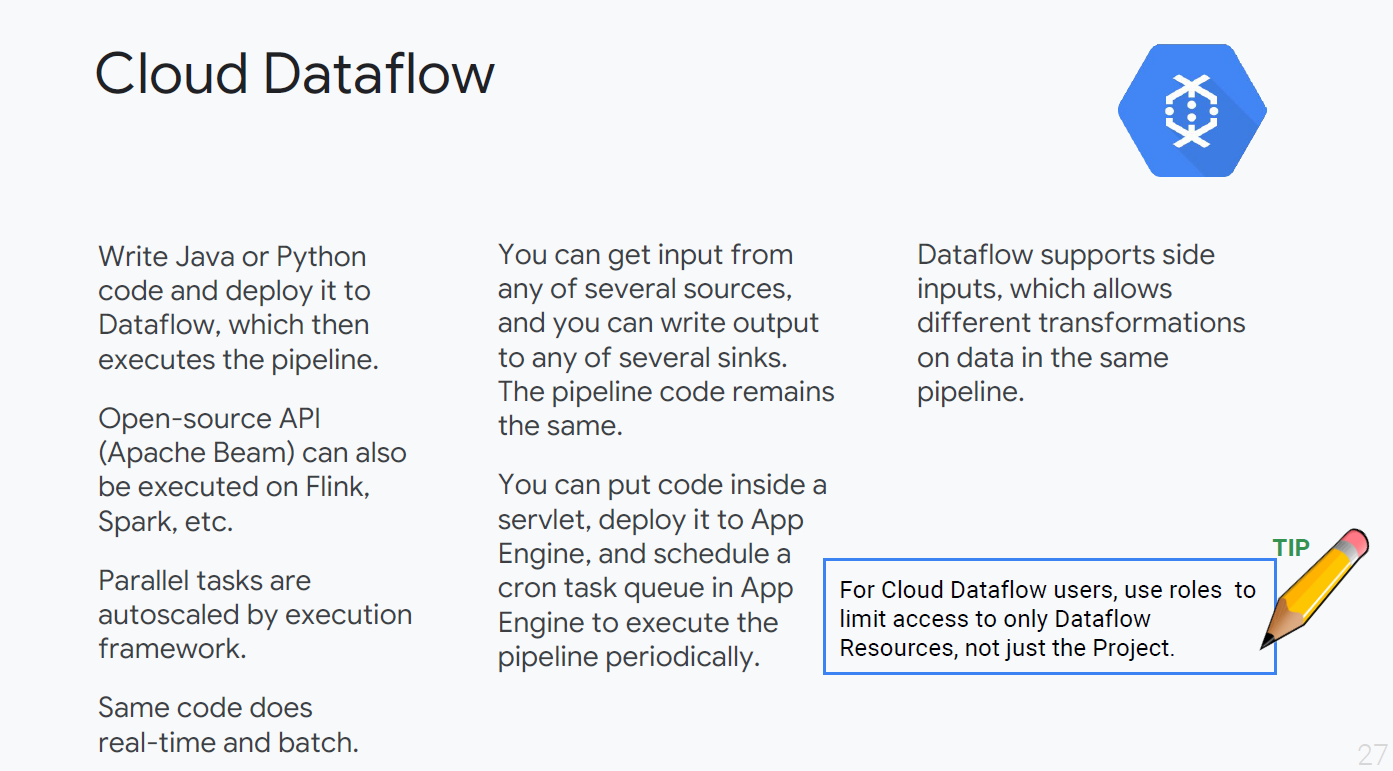 Cloud Dataflow
Write Java or Python
code and deploy it to
Dataflow, which then
executes the pipeline.
Open-source API
(Apache Beam) can also
be executed on Flink,
Spark, etc.
Parallel tasks are
autoscaled by execution
framework.
Same code does
real-time and batch.
You can get input from
any of several sources,
and you can write output
to any of several sinks.
The pipeline code remains
the same.
You can put code inside a
servlet, deploy it to App
Engine, and schedule a
cron task queue in App
Engine to execute the
pipeline periodically.
Dataflow supports side
inputs, which allows
different transformations
on data in the same
pipeline.
TIP
For Cloud Dataflow users, use roles  to
limit access to only Dataflow
Resources, not just the Project.
27